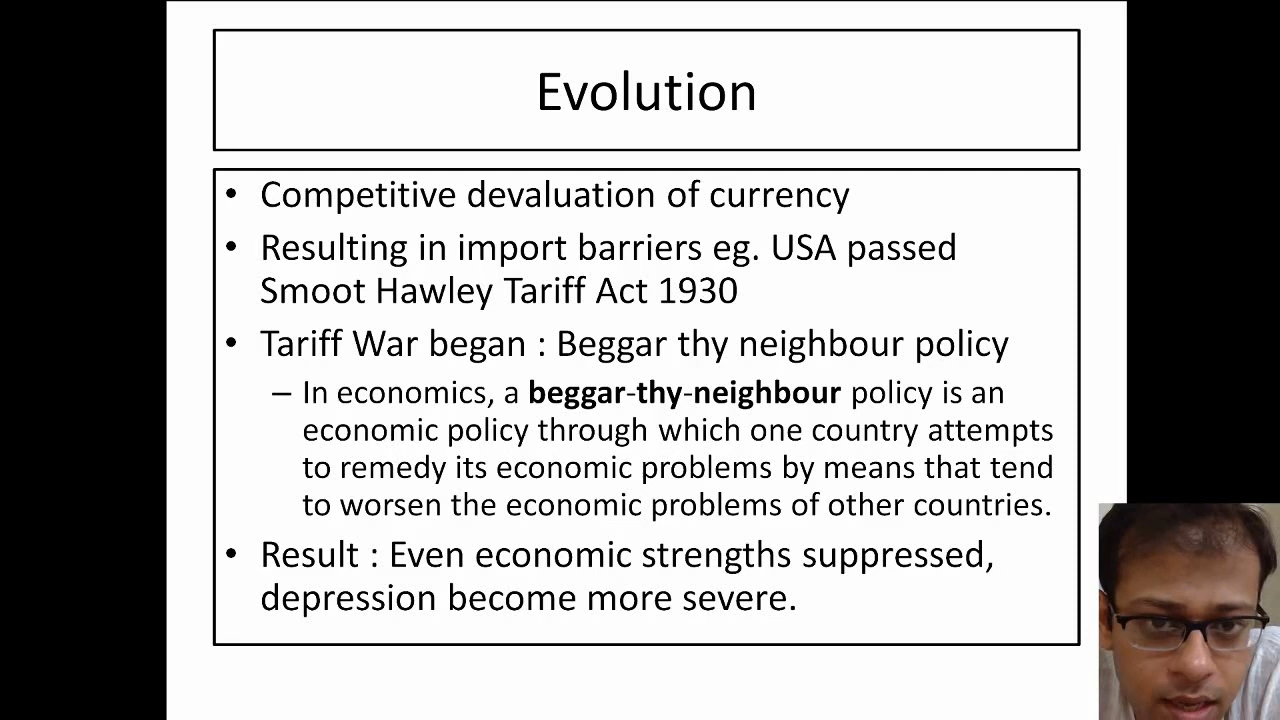 Evolution
• Competitive devaluation of currency
• Resulting in import barriers eg. USA passed
Smoot Hawley Tariff Act 1930
• Tariff War began : Beggar thy neighbour policy
– In economics, a beggar-thy-neighbour policy is an
economic policy through which one country attempts
to remedy its economic problems by means that tend
to worsen the economic problems of other countries.
• Result : Even economic strengths suppressed,
depression become more severe.